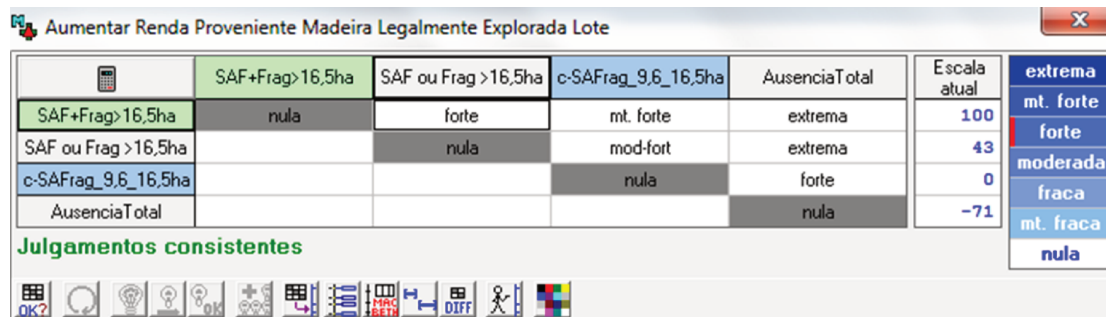 Aumentar Renda Proveniente Madeira Legalmente Explorada Lote
SAF+Frag>16,5ha SAF ou Frag >16,5ha c-SAFrag_9,6_16,5ha AusenciaTotal Escala atual
SAF+Frag>16,5ha nula forte mt. forte extrema 100
SAF ou Frag >16,5ha nula mod-fort extrema 43
c-SAFrag_9,6_16,5ha nula forte 0
AusenciaTotal nula -71
extrema
mt. forte
forte
moderada
fraca
mt. fraca
nula
Julgamentos consistentes
OK? OK MAC BETH DIFF